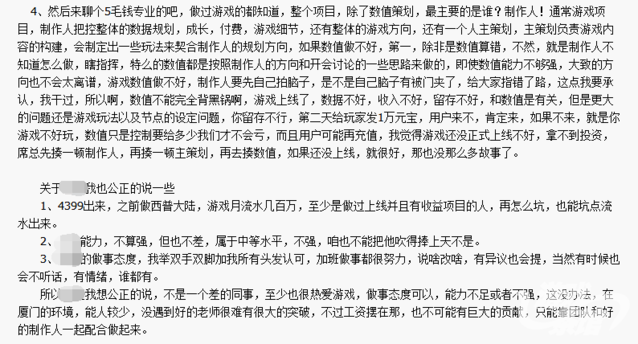 4、然后来聊个5毛钱专业的吧，做过游戏的都知道，整个项目，除了数值策划，最主要的是谁？制作人！通常游戏项
目，制作人把控整体的数据规划，成长，付费，游戏细节，还有整体的游戏方向，还有一个人主策划，主策划负责游戏内
容的构建，会制定出一些玩法来契合制作人的规划方向，如果数值做不好，第一，除非是数值算错，不然，就是制作人不
知道怎么做，瞎指挥，特么的数值都是按照制作人的方向和开会讨论的一些思路来做的，即使数值能力不够强，大致的方
向也不会太离谱，游戏数值做不好，制作人要先自己拍脑子，是不是自己脑子有被门夹了，给大家指错了路，这点我要承
认，我干过，所以啊，数值不能完全背黑锅啊，游戏上线了，数据不好，收入不好，留存不好，和数值是有关，但是更大
的问题还是游戏玩法以及节点的设定问题，你留存不行，第二天给玩家发1万元宝，用户来不，肯定来，如果不来，就是你
游戏不好玩，数值只是控制要给多少我们才不会亏，而且用户可能再充值，我觉得游戏还没正式上线不好，拿不到投资，
席总先揍一顿制作人，再揍一顿主策划，再去揍数值，如果还没上线，就很好，那也没那么多故事了。
关于 我也公正的说一些
1、4399出来，之前做西普大陆，游戏月流水几百万，至少是做过上线并且有收益项目的人，再怎么坑，也能坑点流
水出来。
2、 能力，不算强，但也不差，属于中等水平，不强，咱也不能把他吹得捧上天不是。
3、 的做事态度，我举双手双脚加我所有头发认可，加班做事都很努力，说啥改啥，有异议也会提，当然有时候也
会不听话，有情绪，谁都有。
所以 我想公正的说，不是一个差的同事，至少也很热爱游戏，做事态度可以，能力不足或者不强，这没办法，在
厦门的环境，能人较少，没遇到好的老师很难有很大的突破，不过工资摆在那，也不可能有巨大的贡献，只能靠团队和好
的制作人一起配合做起来。